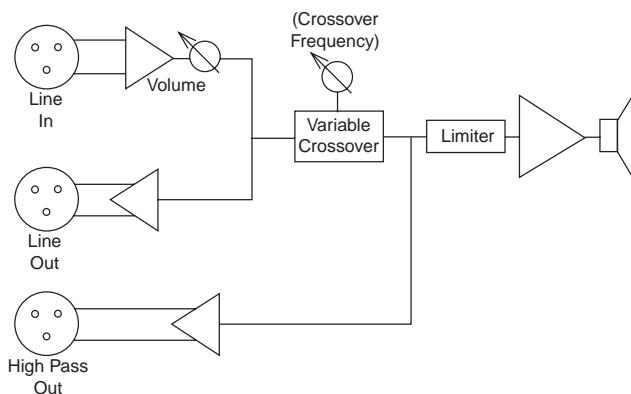 (Crossover
Frequency)
Volume
Line
In
Variable
Crossover
Limiter
Line
Out
High Pass
Out